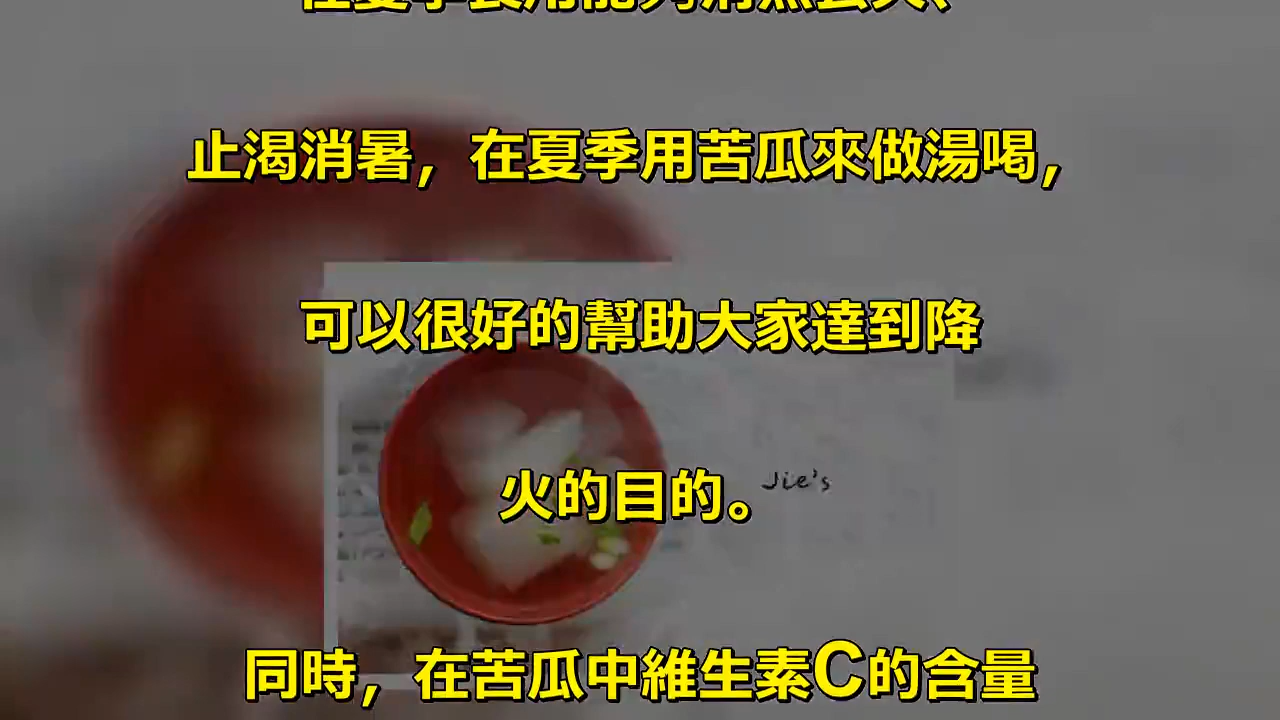 止渴消暑，在夏季用苦瓜來做湯喝，
可以很好的幫助大家達到降
火的目的。
Jie's
同時，在苦瓜中維生素C的含量